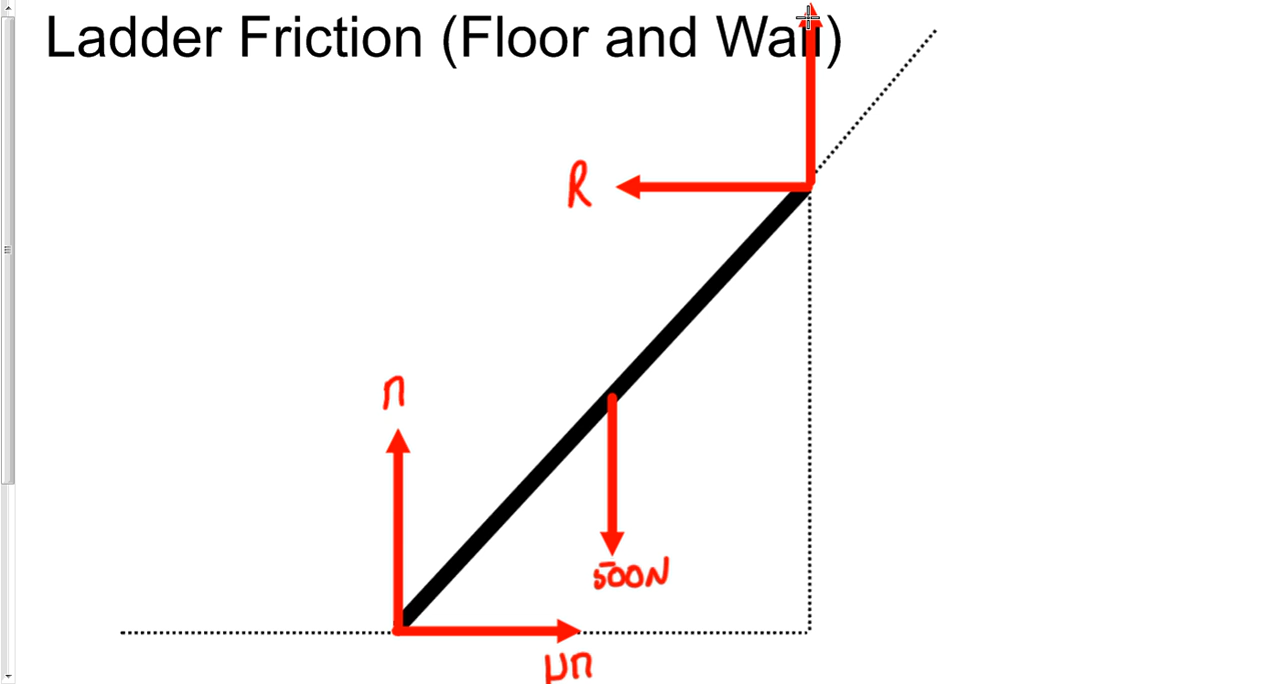 Ladder Friction (Floor and Wall)
R
n
500N
μn